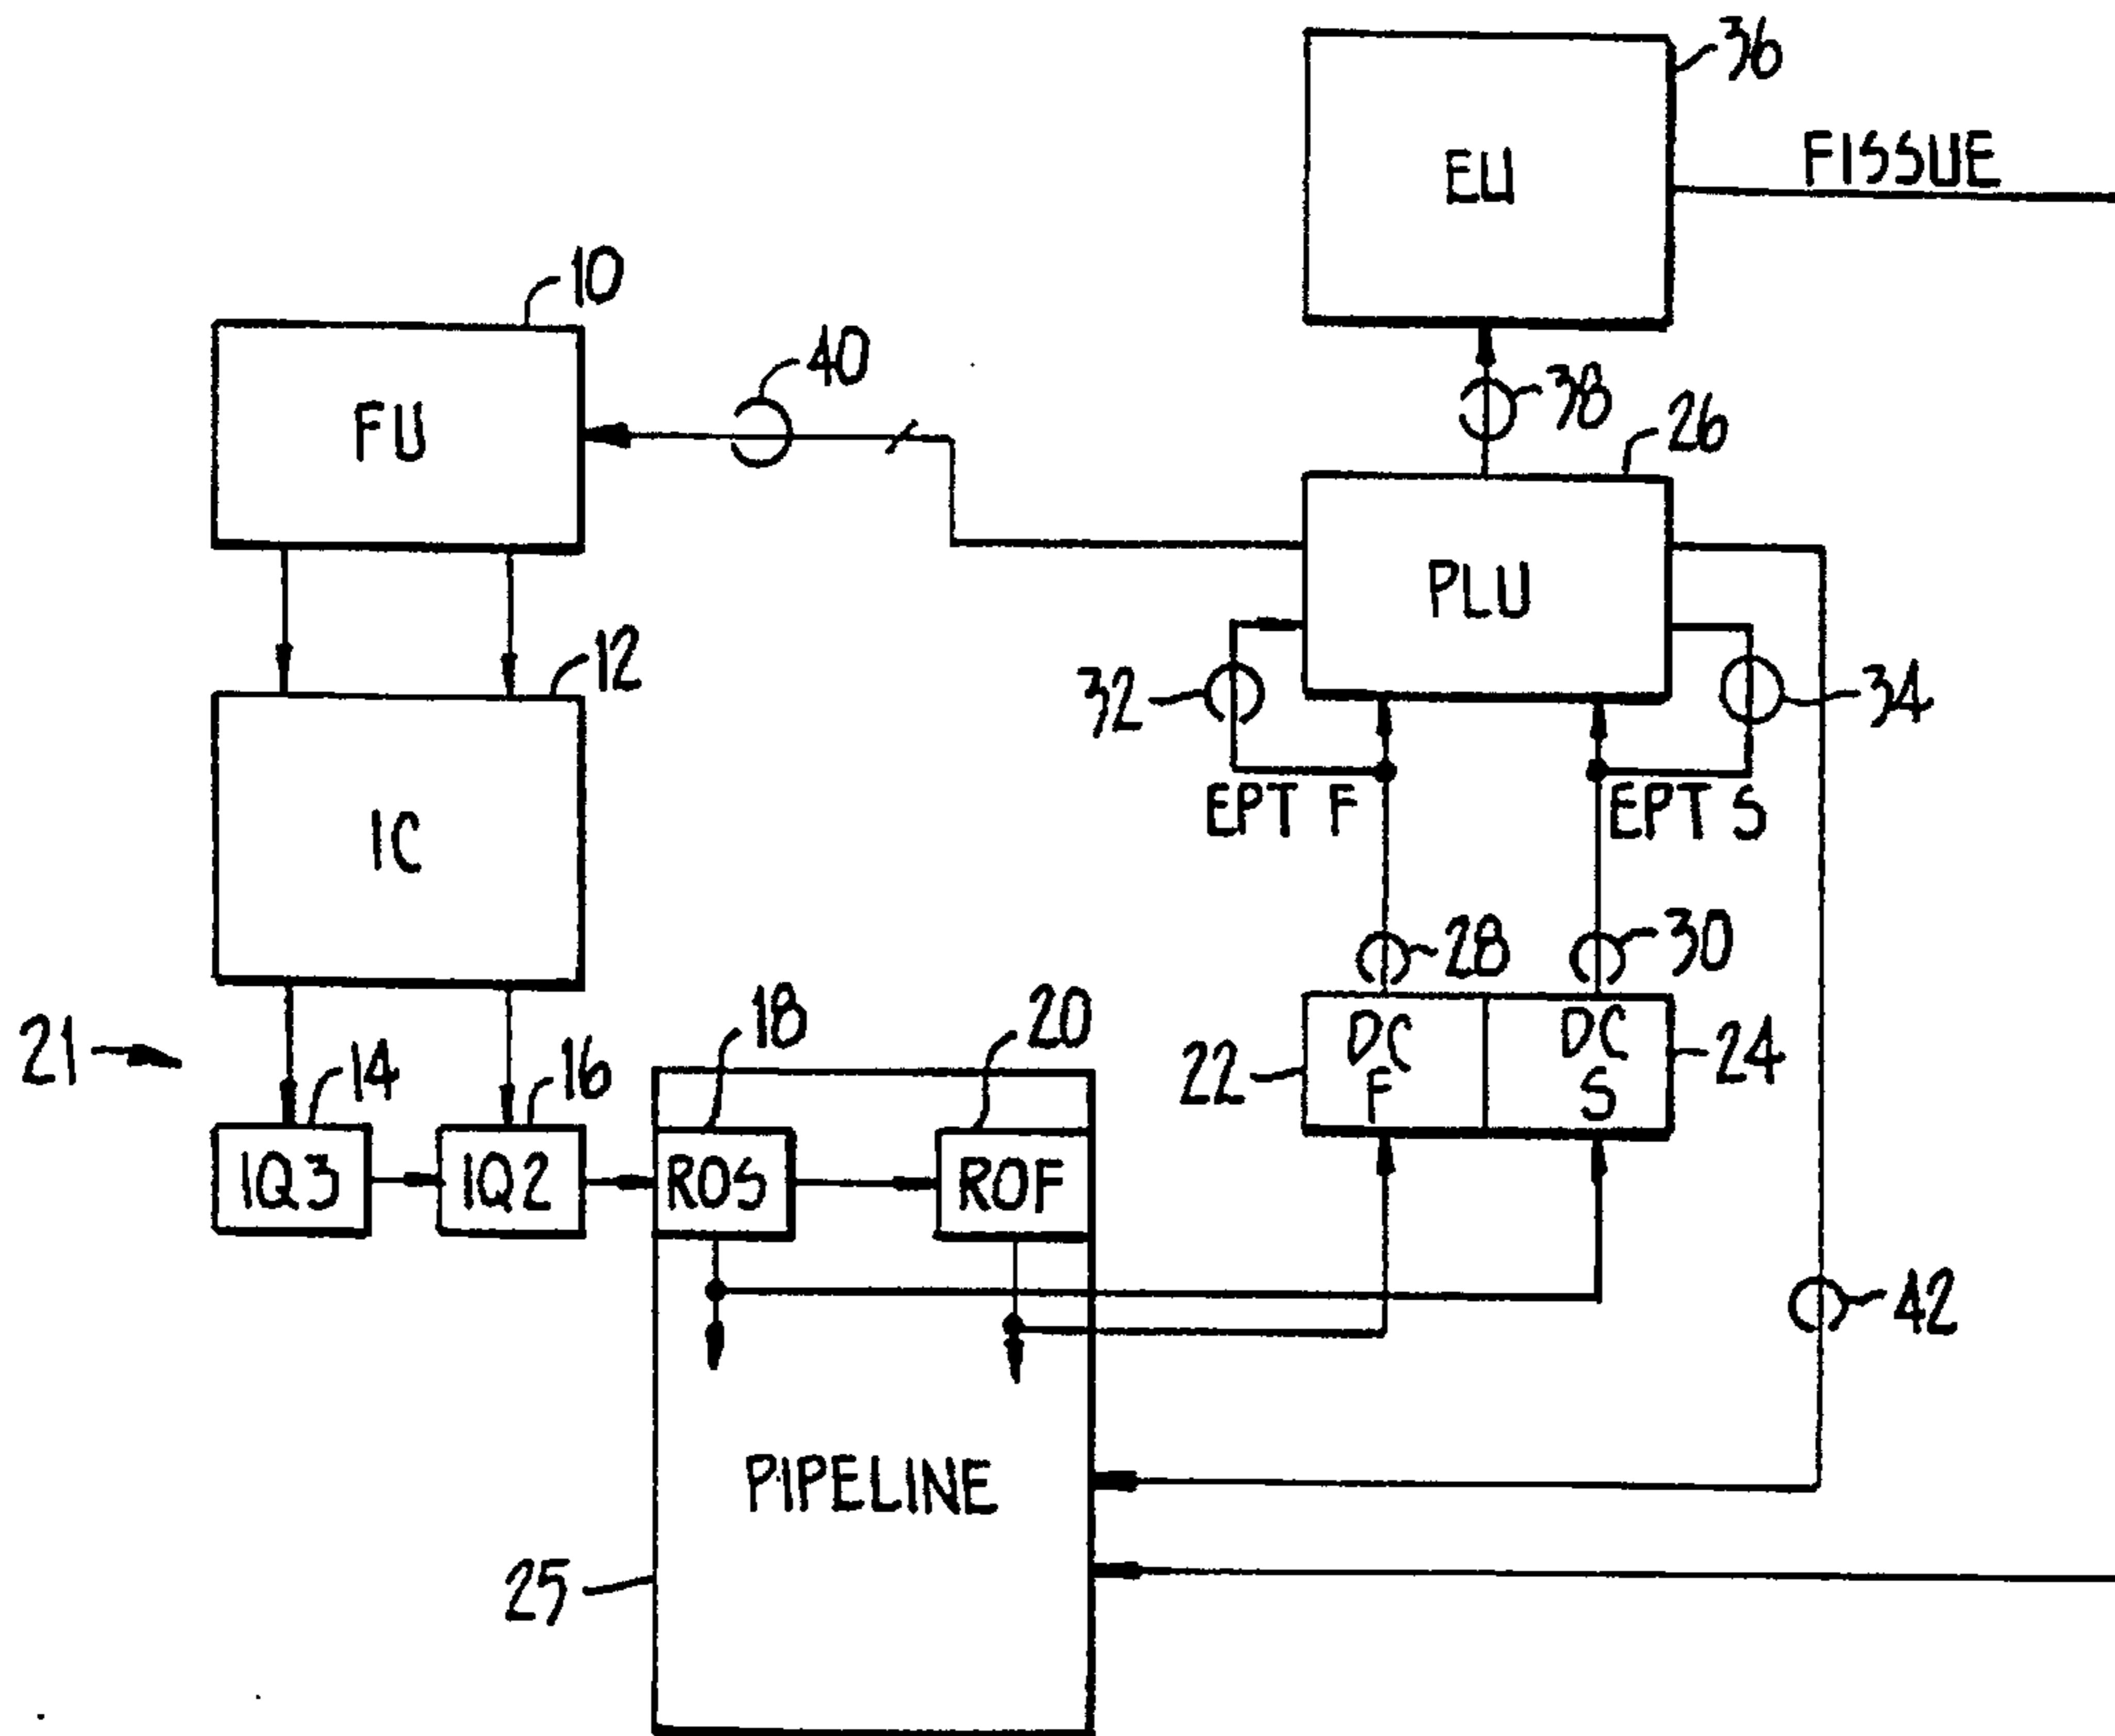 36
EU
FISSUE
10
FU
40
38
26
PLU
12
32
34
IC
EPT F
EPT S
28
30
21
14
16
18
20
22
DC
F
DC
S
24
IQ3
IQ2
ROS
ROF
42
PIPELINE
25